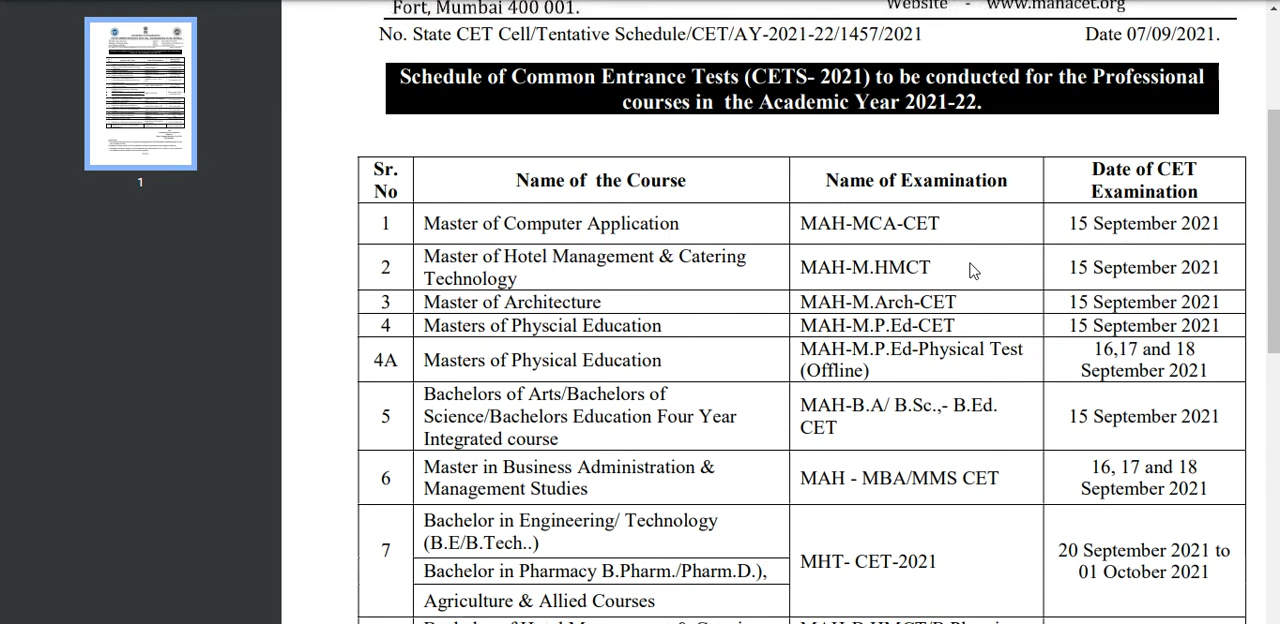 Fort, Mumbai 400 001.
Website - www.mahacet.org
No. State CET Cell/Tentative Schedule/CET/AY-2021-22/1457/2021 Date 07/09/2021.
Schedule of Common Entrance Tests (CETS- 2021) to be conducted for the Professional
courses in the Academic Year 2021-22.
Sr. No Name of the Course Name of Examination Date of CET Examination
1 Master of Computer Application MAH-MCA-CET 15 September 2021
2 Master of Hotel Management & Catering
Technology MAH-M.HMCT 15 September 2021
3 Master of Architecture MAH-M.Arch-CET 15 September 2021
4 Masters of Physcial Education MAH-M.P.Ed-CET 15 September 2021
4A Masters of Physical Education MAH-M.P.Ed-Physical Test
(Offline) 16,17 and 18
September 2021
5 Bachelors of Arts/Bachelors of
Science/Bachelors Education Four Year
Integrated course MAH-B.A/ B.Sc.,- B.Ed.
CET 15 September 2021
6 Master in Business Administration &
Management Studies MAH - MBA/MMS CET 16, 17 and 18
September 2021
7 Bachelor in Engineering/ Technology
(B.E/B.Tech..)
Bachelor in Pharmacy B.Pharm./Pharm.D.),
Agriculture & Allied Courses
MHT- CET-2021 20 September 2021 to
01 October 2021
1